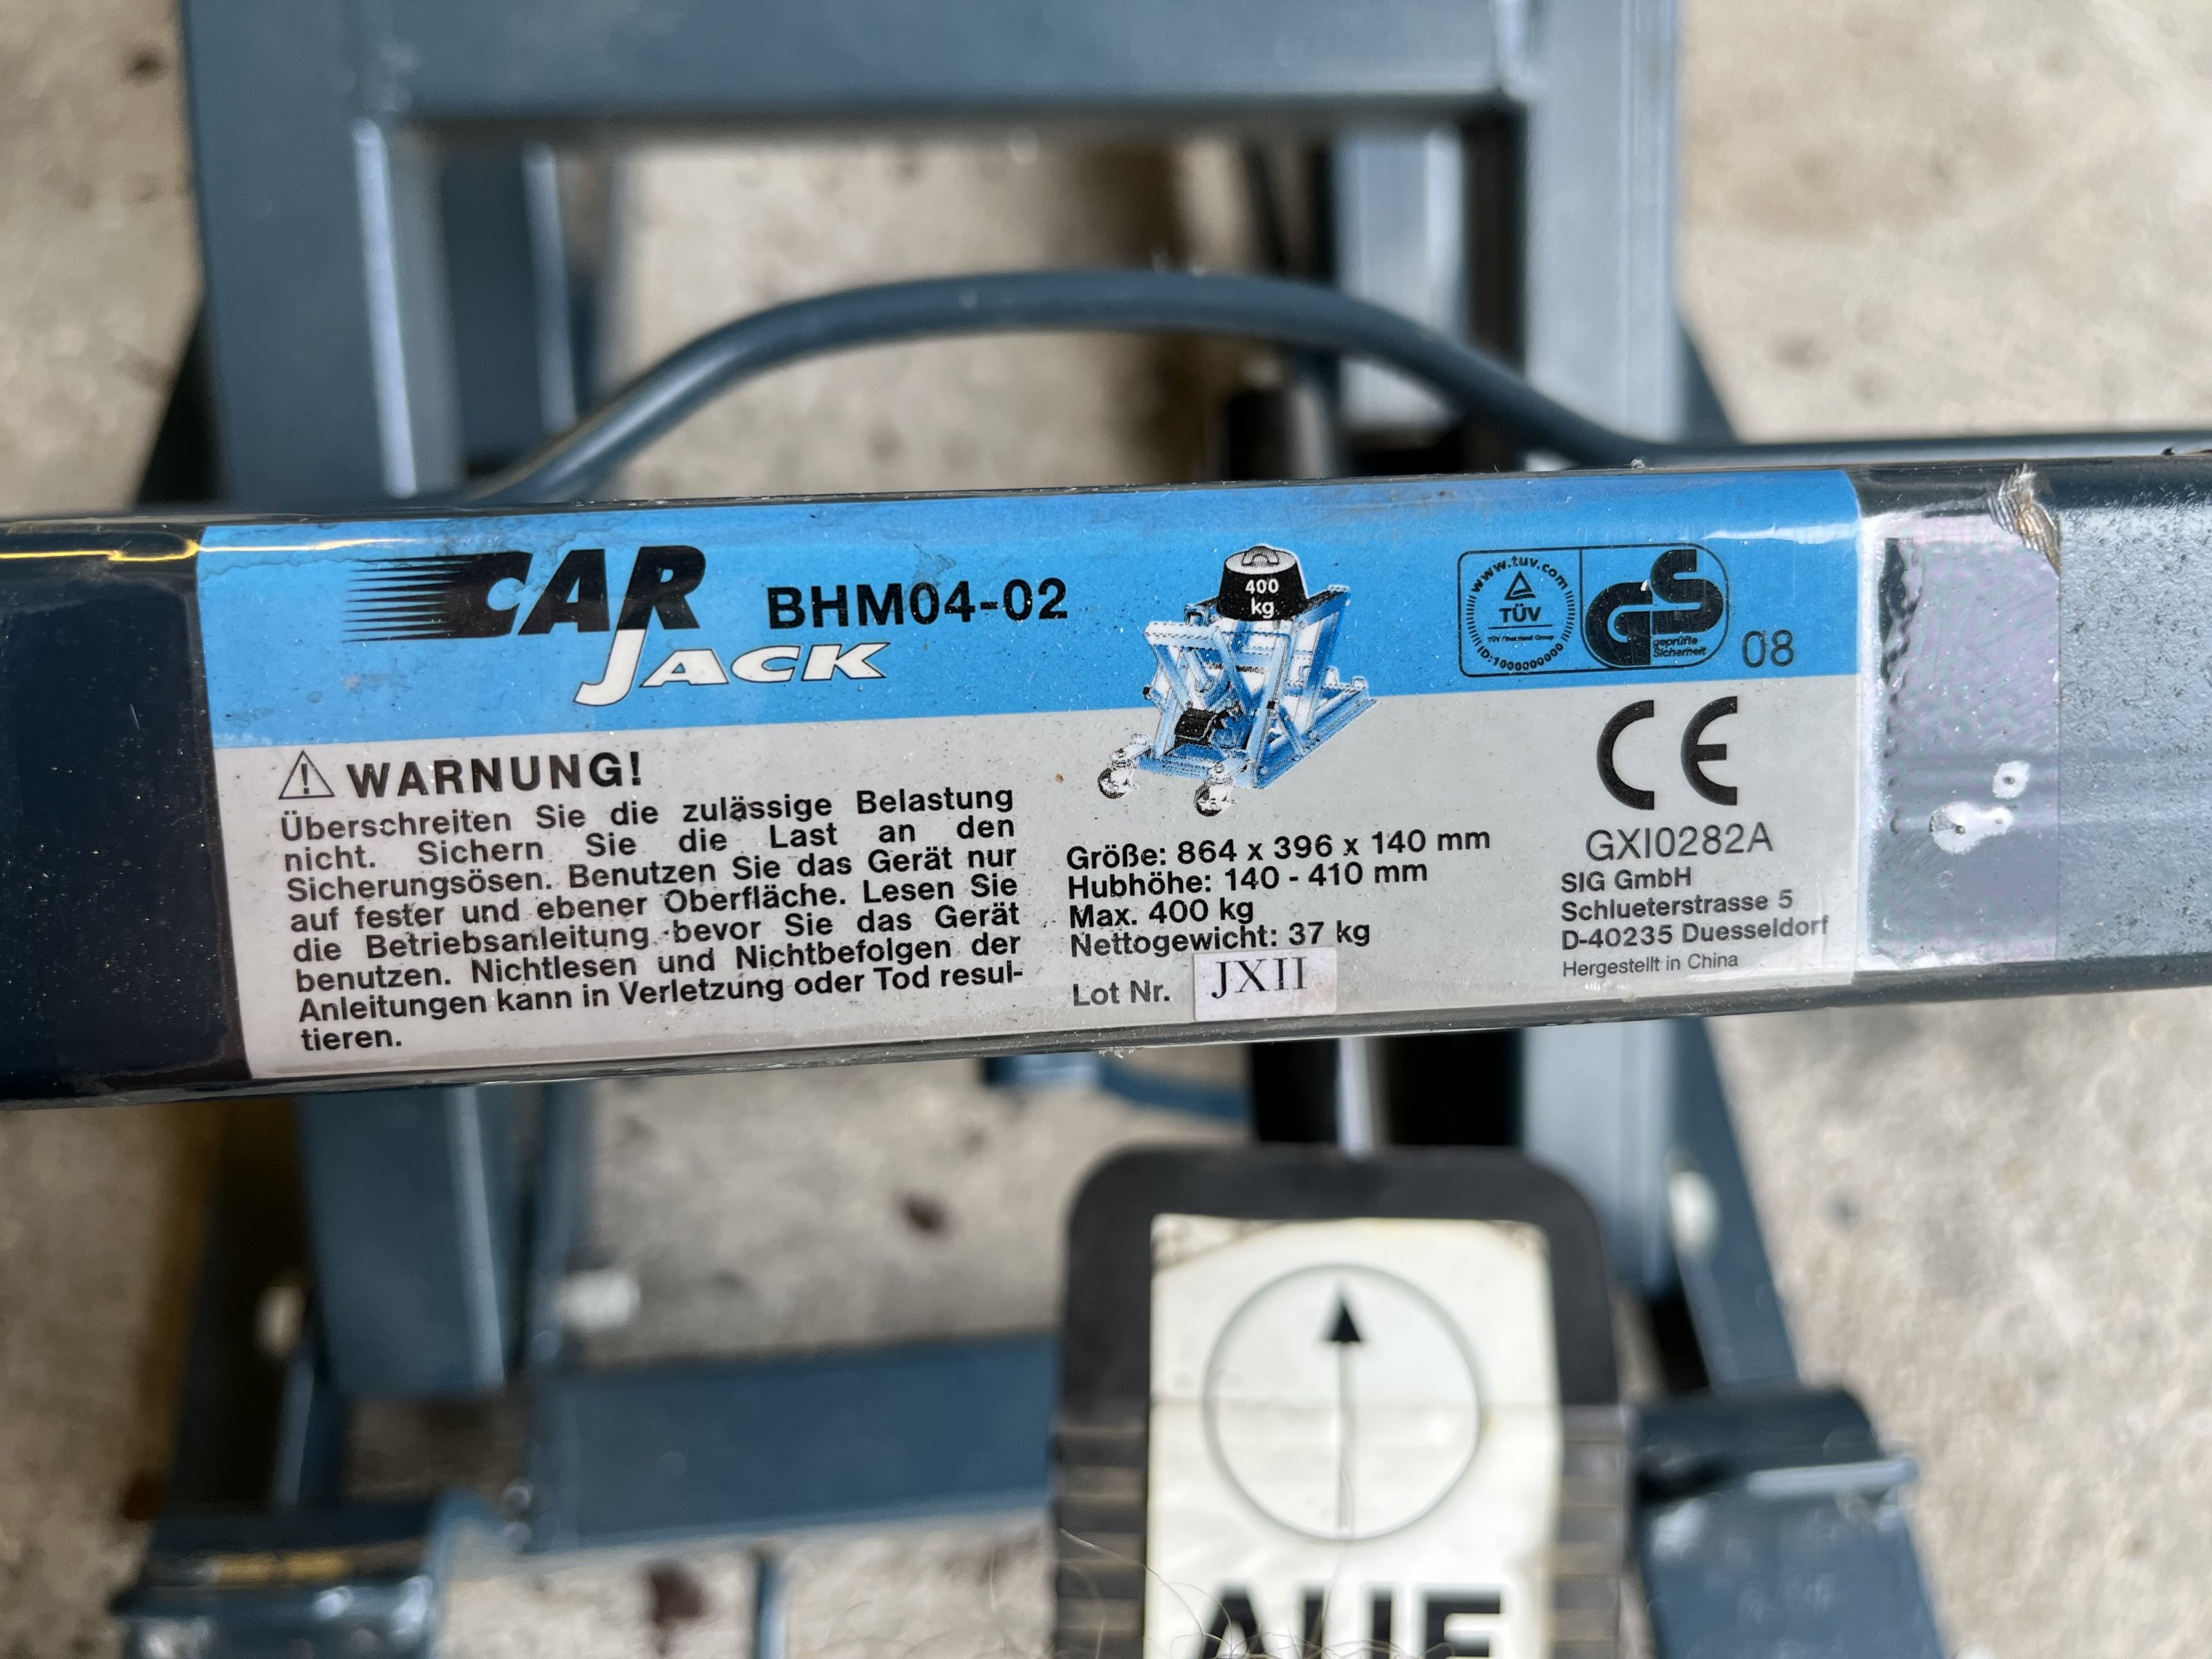 CAR
JACK
BHM04-02
400
kg
www.tuv.com
TÜV
ID:1000000000
GS
geprüfte
Sicherheit
08
WARNUNG!
Überschreiten Sie die zulässige Belastung
nicht. Sichern Sie die Last an den
Sicherungsösen. Benutzen Sie das Gerät nur
auf fester und ebener Oberfläche. Lesen Sie
die Betriebsanleitung bevor Sie das Gerät
benutzen. Nichtlesen und Nichtbefolgen der
Anleitungen kann in Verletzung oder Tod resul-
tieren.
Größe: 864 x 396 x 140 mm
Hubhöhe: 140 - 410 mm
Max. 400 kg
Nettogewicht: 37 kg
Lot Nr. JXII
CE
GXI0282A
SIG GmbH
Schlueterstrasse 5
D-40235 Duesseldorf
Hergestellt in China
AUF